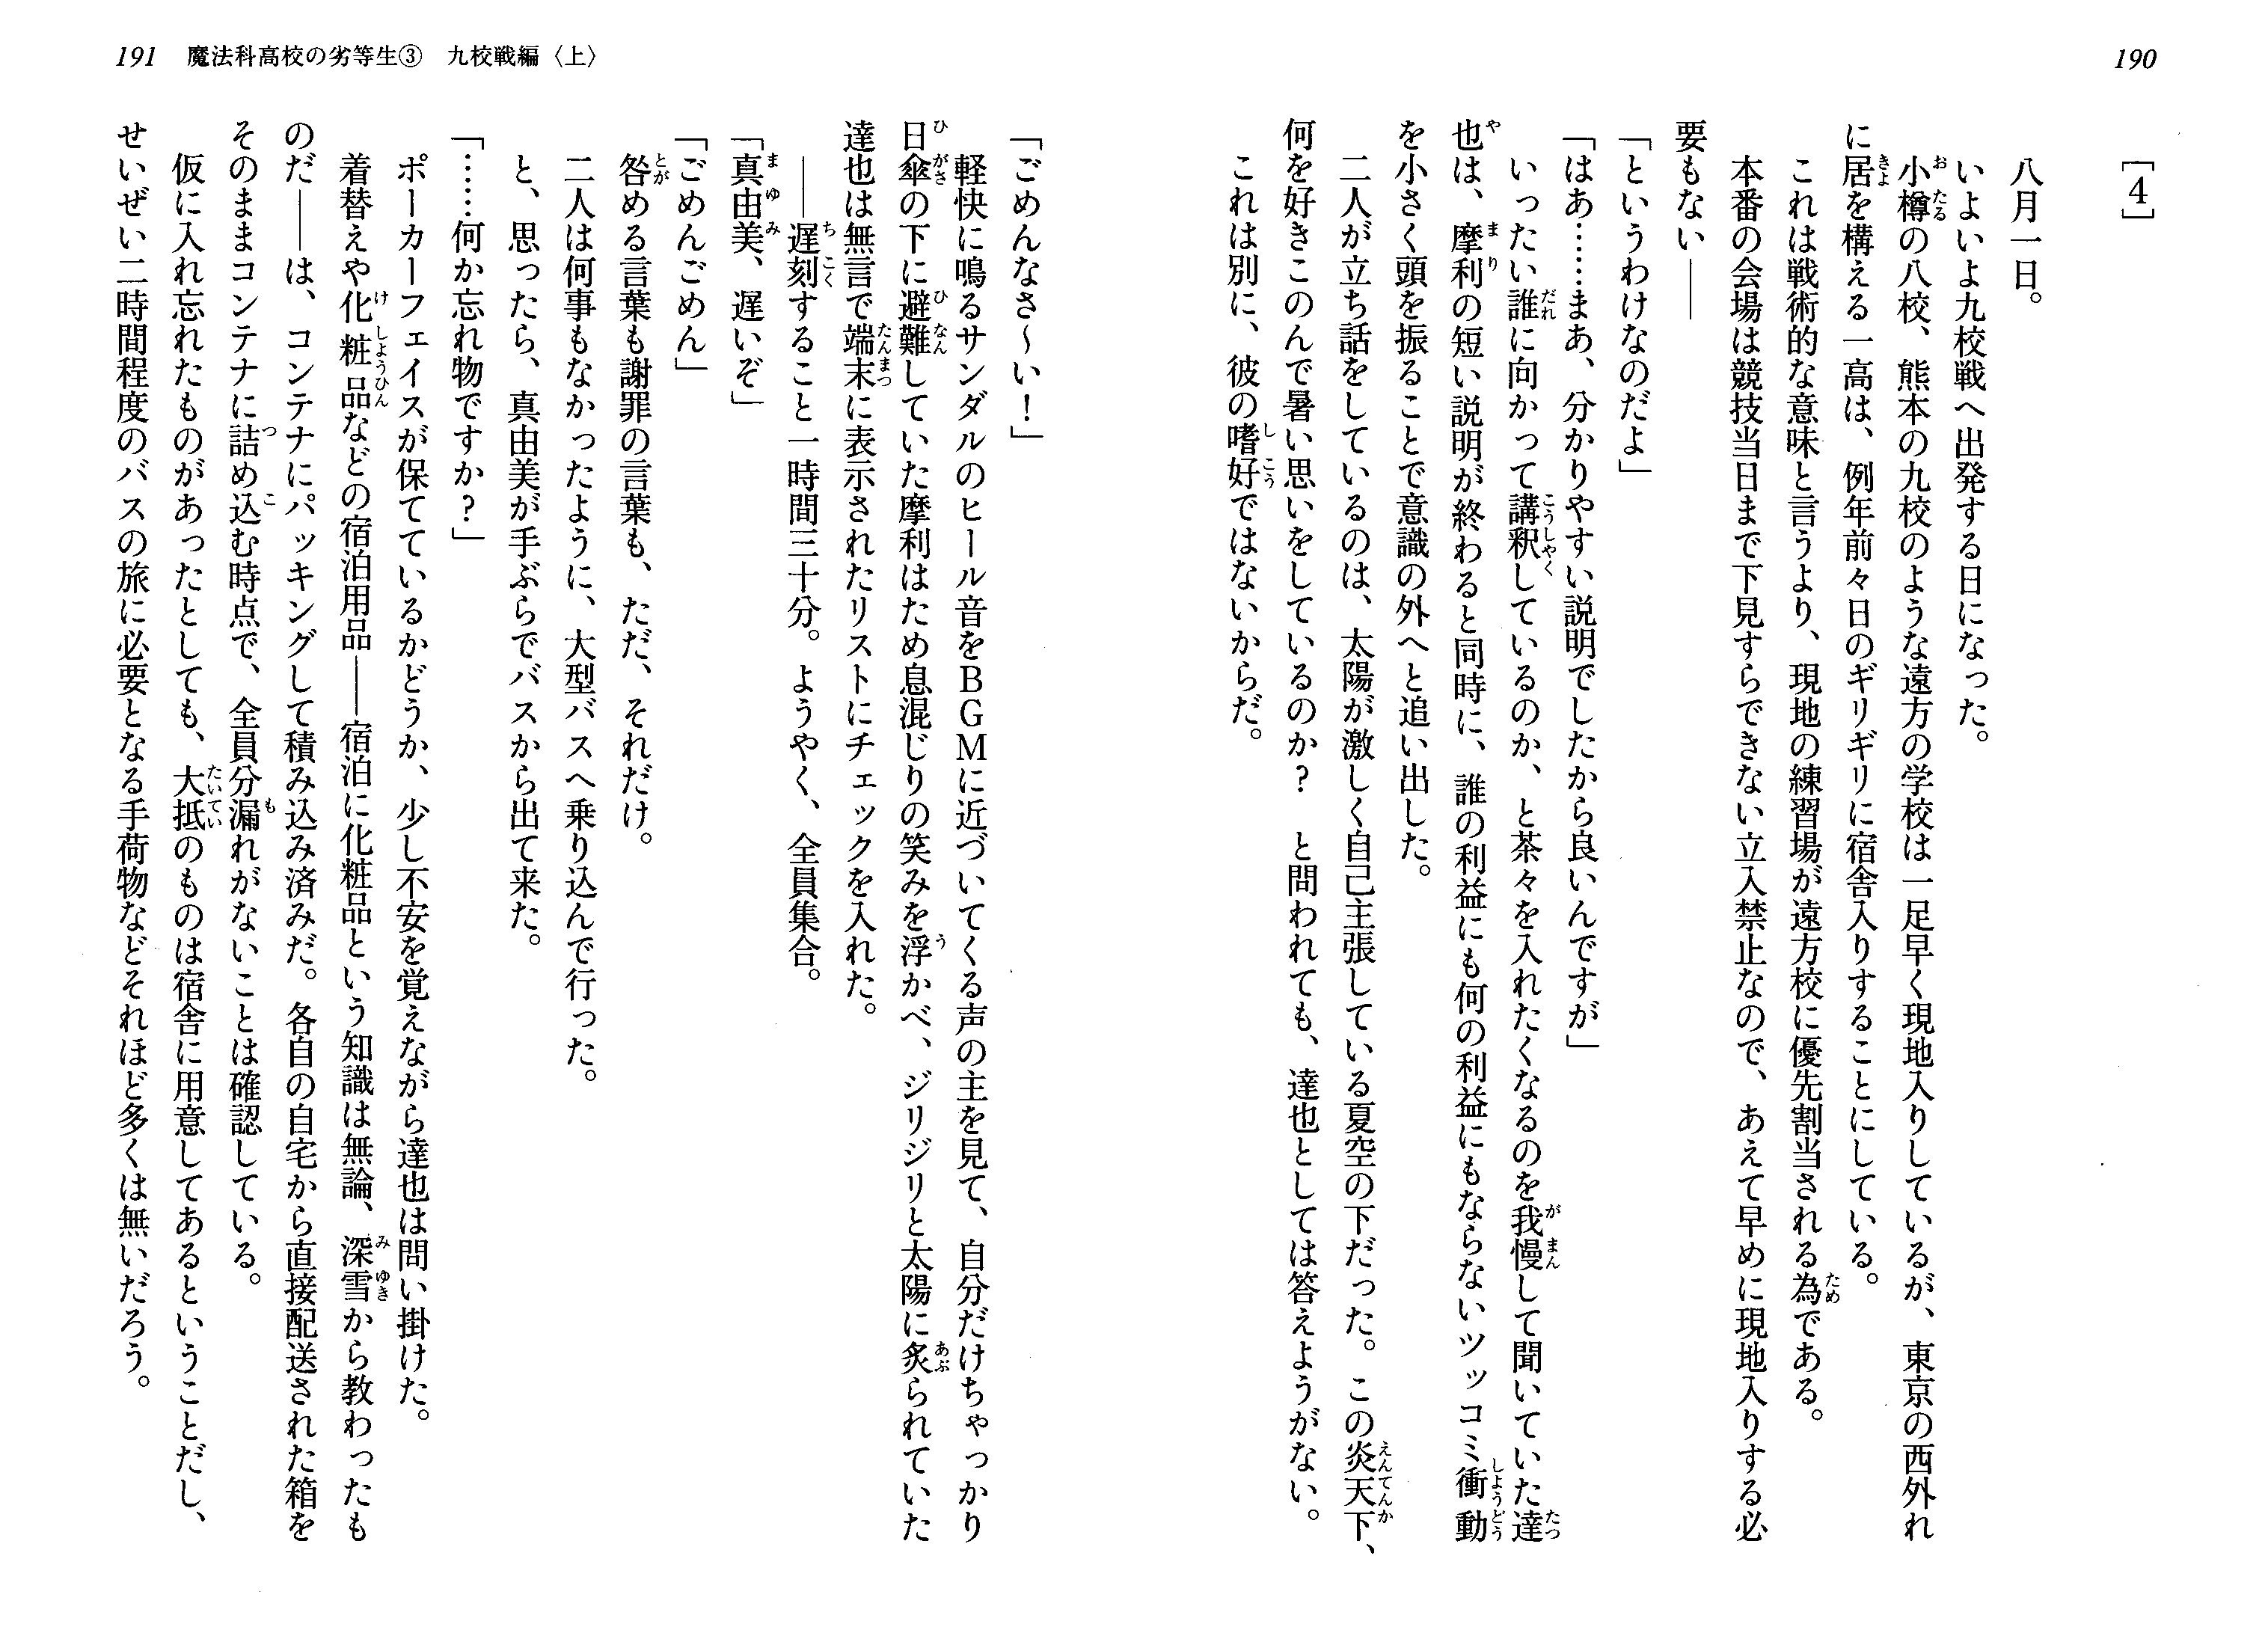 190
［4］
八月一日。
いよいよ九校戦へ出発する日になった。
小樽の八校、熊本の九校のような遠方の学校は一足早く現地入りしているが、東京の西外れ
に居を構える一高は、例年前々日のギリギリに宿舎入りすることにしている。
これは戦術的な意味と言うより、現地の練習場が遠方校に優先割当される為である。
本番の会場は競技当日まで下見すらできない立入禁止なので、あえて早めに現地入りする必
要もない――
「というわけなのだよ」
「はあ……まあ、分かりやすい説明でしたから良いんですが」
いったい誰に向かって講釈しているのか、と茶々を入れたくなるのを我慢して聞いていた達
也は、摩利の短い説明が終わると同時に、誰の利益にも何の利益にもならないツッコミ衝動
を小さく頭を振ることで意識の外へと追い出した。
二人が立ち話をしているのは、太陽が激しく自己主張している夏空の下だった。この炎天下、
何を好きこのんで暑い思いをしているのか？　と問われても、達也としては答えようがない。
これは別に、彼の嗜好ではないからだ。
191　魔法科高校の劣等生③　九校戦編〈上〉
「ごめんなさ～い！」
軽快に鳴るサンダルのヒール音をＢＧＭに近づいてくる声の主を見て、自分だけちゃっかり
日傘の下に避難していた摩利はため息混じりの笑みを浮かべ、ジリジリと太陽に炙られていた
達也は無言で端末に表示されたリストにチェックを入れた。
――遅刻すること一時間三十分。ようやく、全員集合。
「真由美、遅いぞ」
「ごめんごめん」
咎める言葉も謝罪の言葉も、ただ、それだけ。
二人は何事もなかったように、大型バスへ乗り込んで行った。
と、思ったら、真由美が手ぶらでバスから出て来た。
「……何か忘れ物ですか？」
ポーカーフェイスが保てているかどうか、少し不安を覚えながら達也は問い掛けた。
着替えや化粧品などの宿泊用品――宿泊に化粧品という知識は無論、深雪から教わったも
のだ――は、コンテナにパッキングして積み込み済みだ。各自の自宅から直接配送された箱を
そのままコンテナに詰め込む時点で、全員分漏れがないことは確認している。
仮に入れ忘れたものがあったとしても、大抵のものは宿舎に用意してあるということだし、
せいぜい二時間程度のバスの旅に必要となる手荷物などそれほど多くは無いだろう。